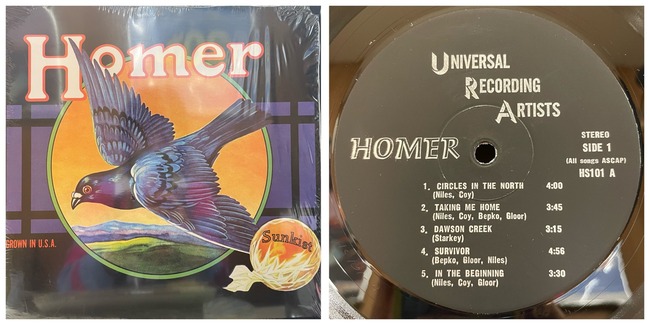 Homer
GROWN IN U.S.A.
Sunkist
UNIVERSAL
RECORDING
ARTISTS
HOMER
STEREO
SIDE 1
(All songs ASCAP)
HS101 A
1. CIRCLES IN THE NORTH 4:00
(Niles, Coy)
2. TAKING ME HOME 3:45
(Niles, Coy, Bepko, Gloor)
3. DAWSON CREEK 3:15
(Starkey)
4. SURVIVOR 4:56
(Bepko, Gloor, Niles)
5. IN THE BEGINNING 3:30
(Niles, Coy, Gloor)